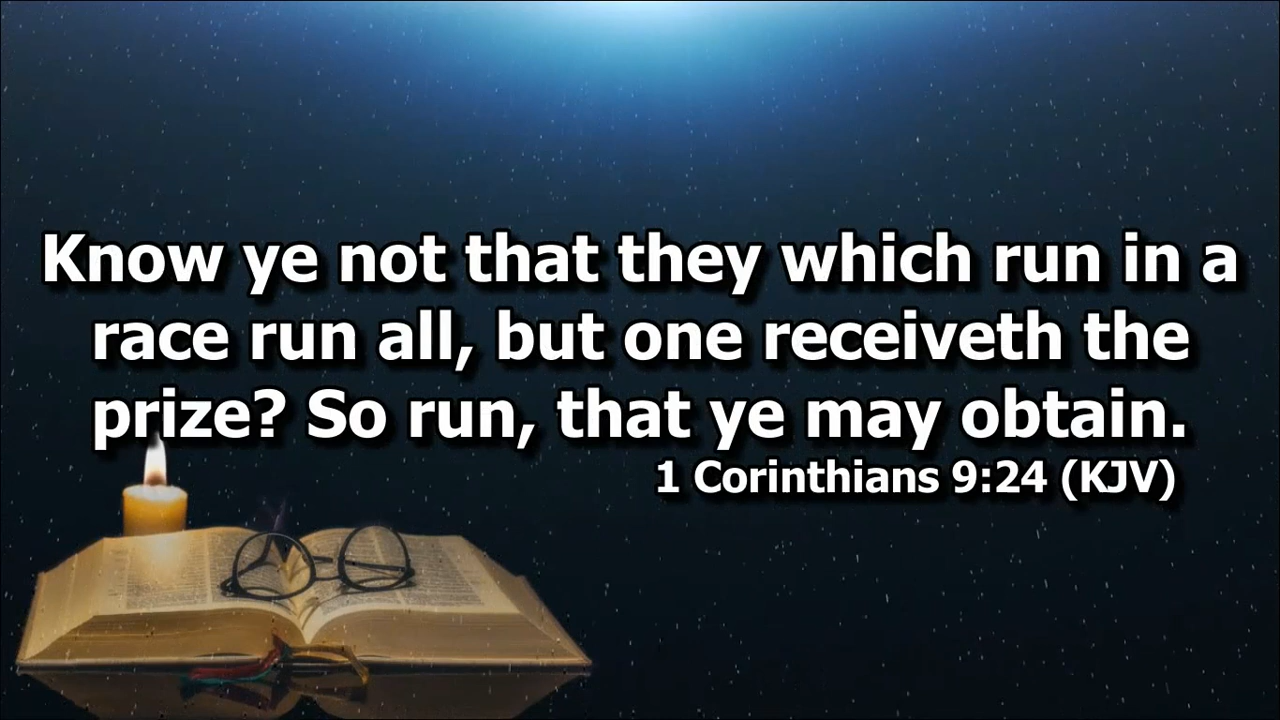 Know ye not that they which run in a
race run all, but one receiveth the
prize? So run, that ye may obtain.
1 Corinthians 9:24 (KJV)